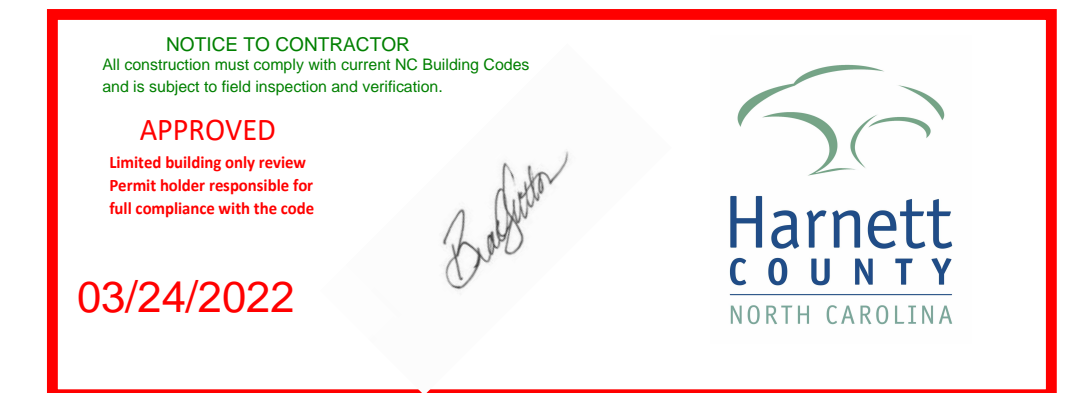 NOTICE TO CONTRACTOR
All construction must comply with current NC Building Codes
and is subject to field inspection and verification.
APPROVED
Limited building only review
Permit holder responsible for
full compliance with the code
03/24/2022
Harnett
COUNTY
NORTH CAROLINA